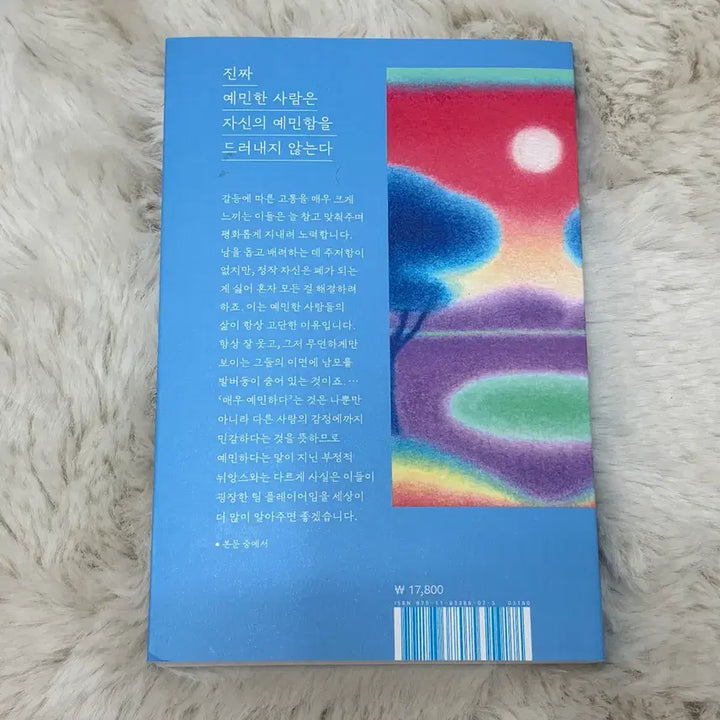 진짜
예민한 사람은
자신의 예민함을
드러내지 않는다
갈등에 따른 고통을 매우 크게
느끼는 이들은 늘 참고 맞춰주며
평화롭게 지내려 노력합니다.
남을 돕고 배려하는 데 주저함이
없지만, 정작 자신은 폐가 되는
게 싫어 혼자 모든 걸 해결하려
하죠. 이는 예민한 사람들의
삶이 항상 고단한 이유입니다.
항상 잘 웃고, 그저 무던하게만
보이는 그들의 이면에 남모를
발버둥이 숨어 있는 것이죠. …
‘매우 예민하다’는 것은 나뿐만
아니라 다른 사람의 감정에까지
민감하다는 것을 뜻하므로
예민하다는 말이 지닌 부정적
뉘앙스와는 다르게 사실은 이들이
굉장한 팀 플레이어임을 세상이
더 많이 알아주면 좋겠습니다.
• 본문 중에서
₩ 17,800
ISBN